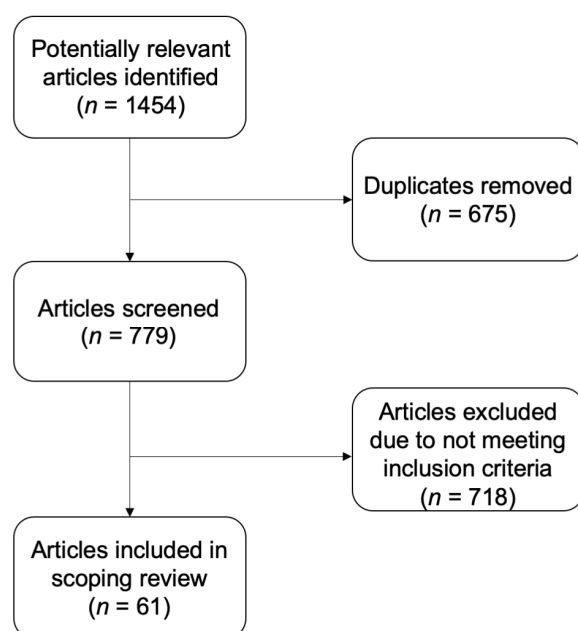 Potentially relevant
articles identified
(n = 1454)
Duplicates removed
(n = 675)
Articles screened
(n = 779)
Articles excluded
due to not meeting
inclusion criteria
(n = 718)
Articles included in
scoping review
(n = 61)